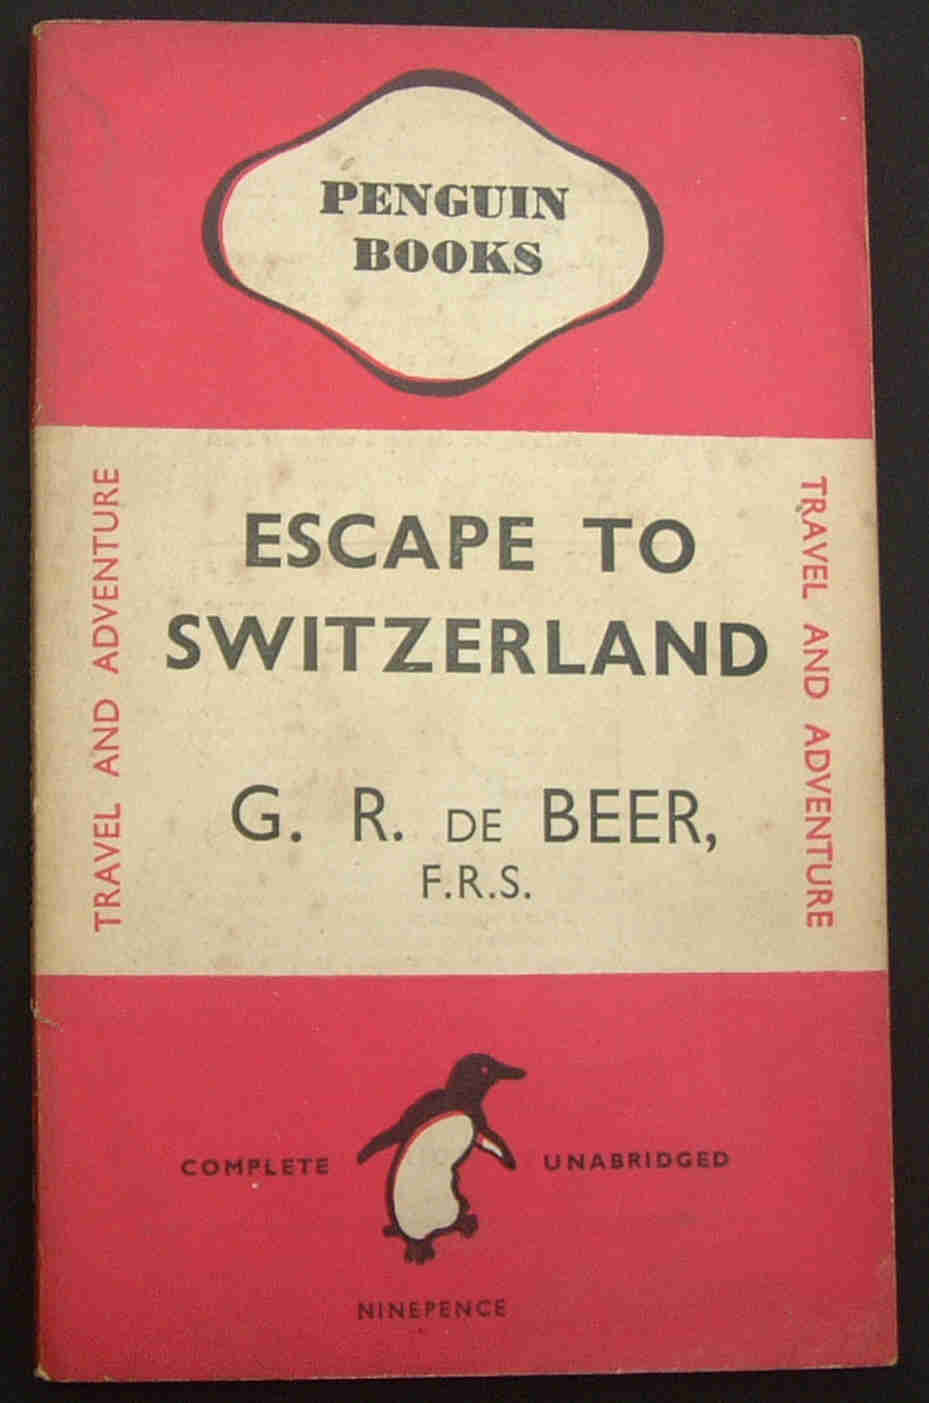 PENGUIN
BOOKS
TRAVEL AND ADVENTURE
ESCAPE TO
SWITZERLAND
G. R. DE BEER,
F.R.S.
TRAVEL AND ADVENTURE
COMPLETE UNABRIDGED
NINEPENCE